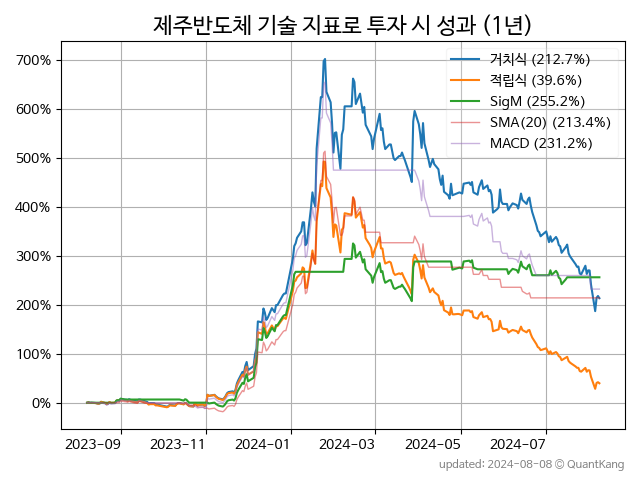 제주반도체 기술 지표로 투자 시 성과 (1년)
700%
600%
500%
400%
300%
200%
100%
0%
거치식 (212.7%)
적립식 (39.6%)
SigM (255.2%)
SMA(20) (213.4%)
MACD (231.2%)
2023-09 2023-11 2024-01 2024-03 2024-05 2024-07
updated: 2024-08-08 © QuantKang